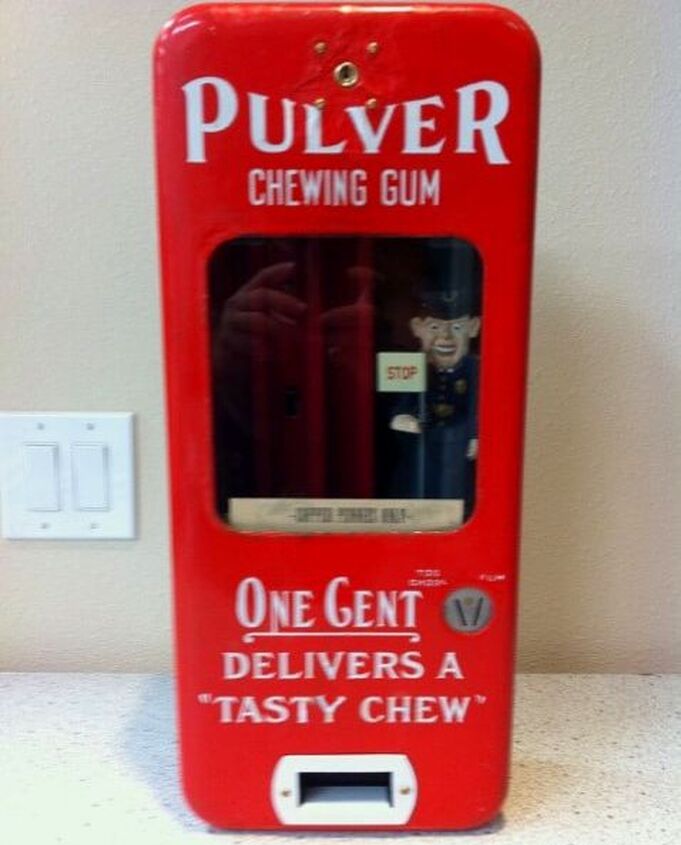 PULVER
CHEWING GUM
STOP
ONE CENT
DELIVERS A
"TASTY CHEW"